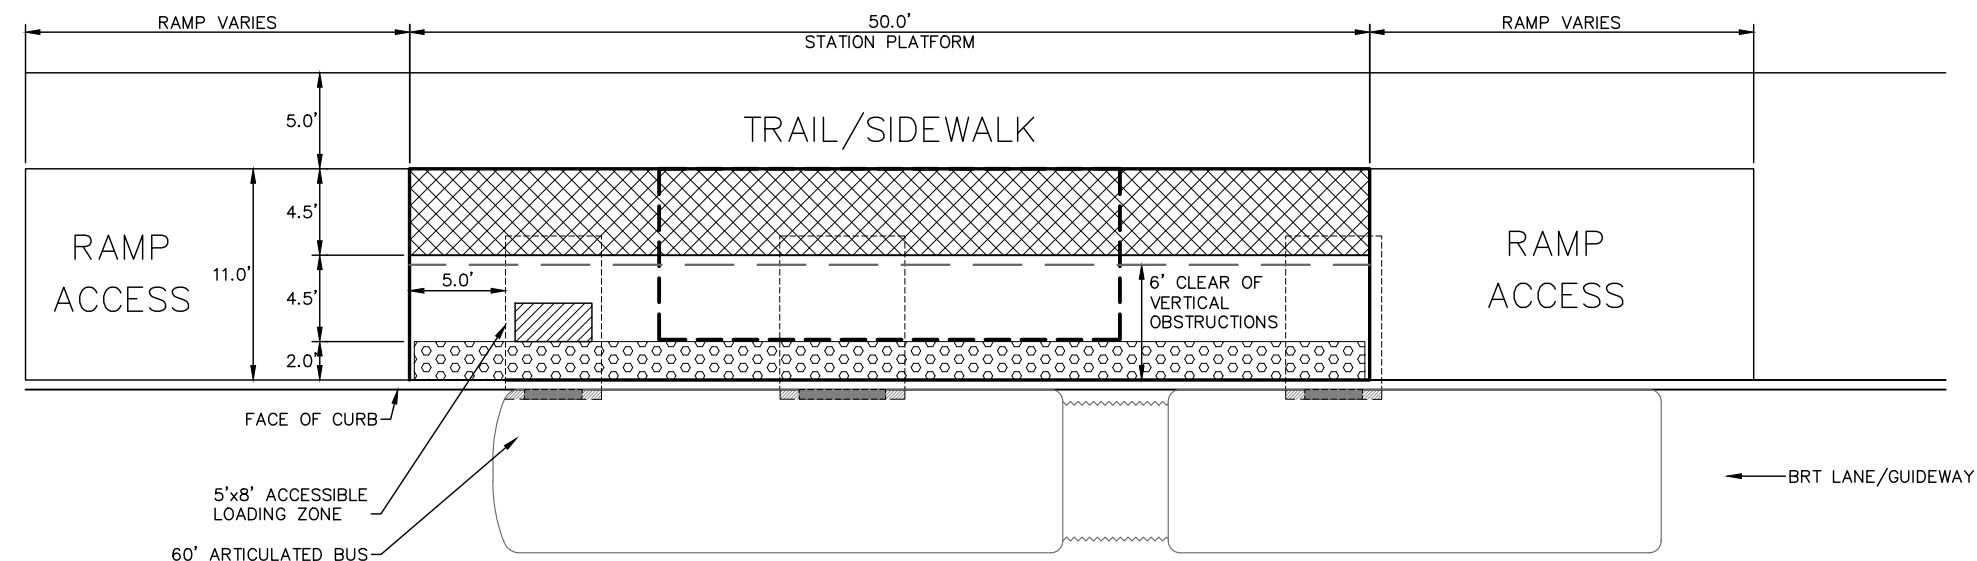 RAMP VARIES
50.0'
STATION PLATFORM
RAMP VARIES
5.0'
TRAIL/SIDEWALK
4.5'
RAMP
ACCESS
11.0'
4.5'
5.0'
6' CLEAR OF
VERTICAL
OBSTRUCTIONS
RAMP
ACCESS
2.0'
FACE OF CURB
5'x8' ACCESSIBLE
LOADING ZONE
60' ARTICULATED BUS
BRT LANE/GUIDEWAY